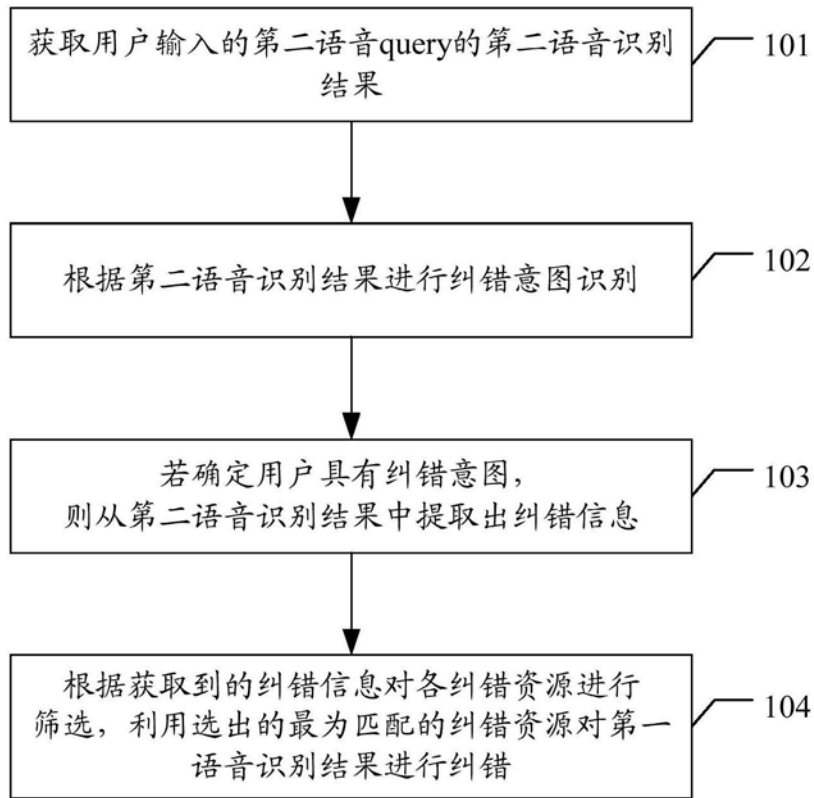 获取用户输入的第二语音query的第二语音识别
结果
101
根据第二语音识别结果进行纠错意图识别
102
若确定用户具有纠错意图，
则从第二语音识别结果中提取出纠错信息
103
根据获取到的纠错信息对各纠错资源进行
筛选，利用选出的最为匹配的纠错资源对第一
语音识别结果进行纠错
104